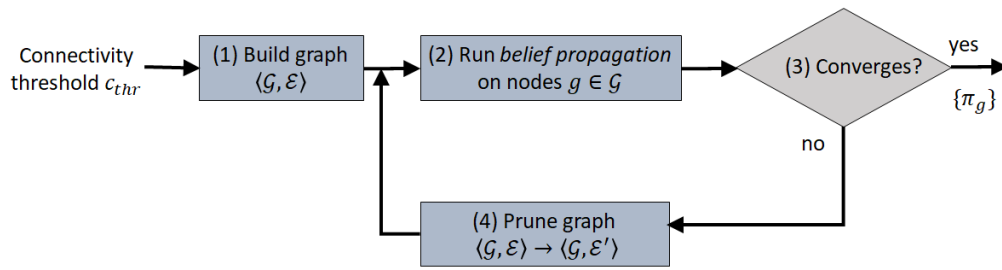 Connectivity
threshold c_thr
(1) Build graph
⟨𝒢, ℰ⟩
(2) Run belief propagation
on nodes g ∈ 𝒢
(3) Converges?
yes
{π_g}
no
(4) Prune graph
⟨𝒢, ℰ⟩ → ⟨𝒢, ℰ′⟩